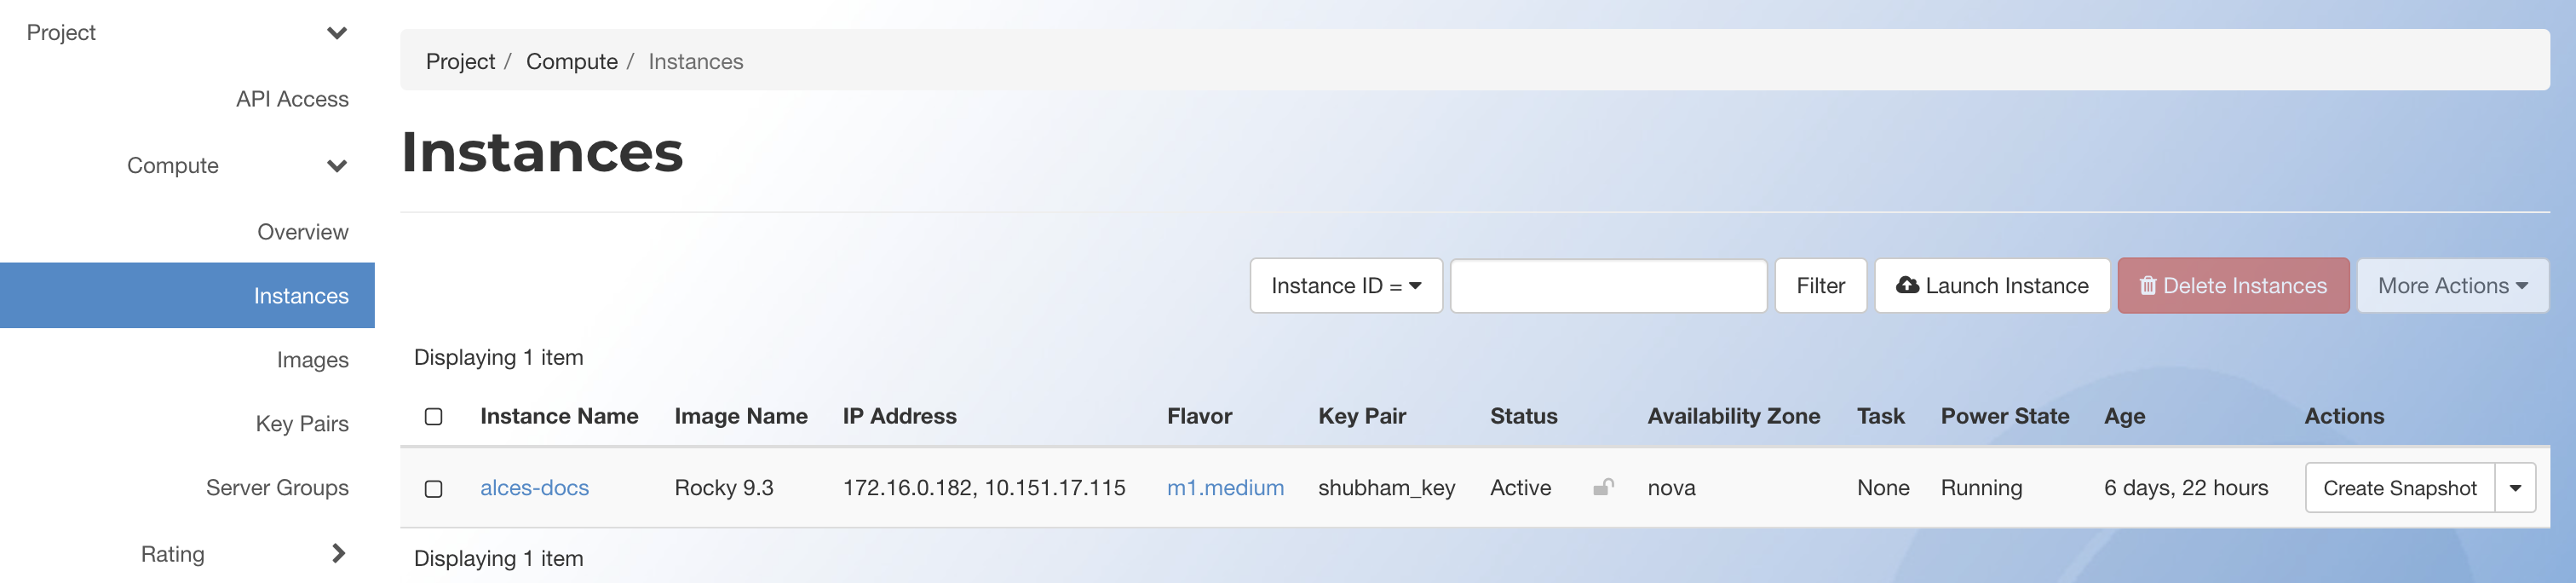 Project
API Access
Compute
Overview
Instances
Images
Key Pairs
Server Groups
Rating
Project / Compute / Instances
Instances
Instance ID = Filter Launch Instance Delete Instances More Actions
Displaying 1 item
Instance Name Image Name IP Address Flavor Key Pair Status Availability Zone Task Power State Age Actions
alces-docs Rocky 9.3 172.16.0.182, 10.151.17.115 m1.medium shubham_key Active nova None Running 6 days, 22 hours Create Snapshot
Displaying 1 item